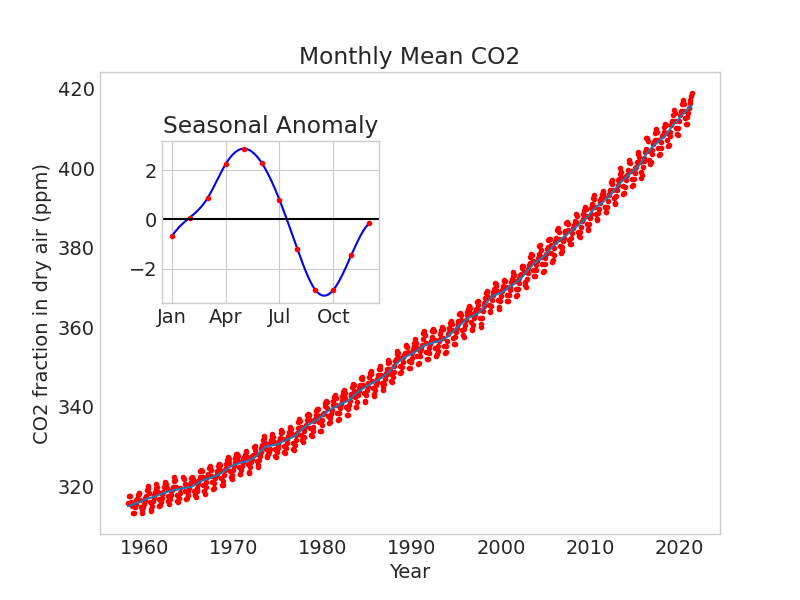 Monthly Mean CO2
CO2 fraction in dry air (ppm)
420
400
380
360
340
320
Seasonal Anomaly
2
0
−2
Jan Apr Jul Oct
1960 1970 1980 1990 2000 2010 2020
Year